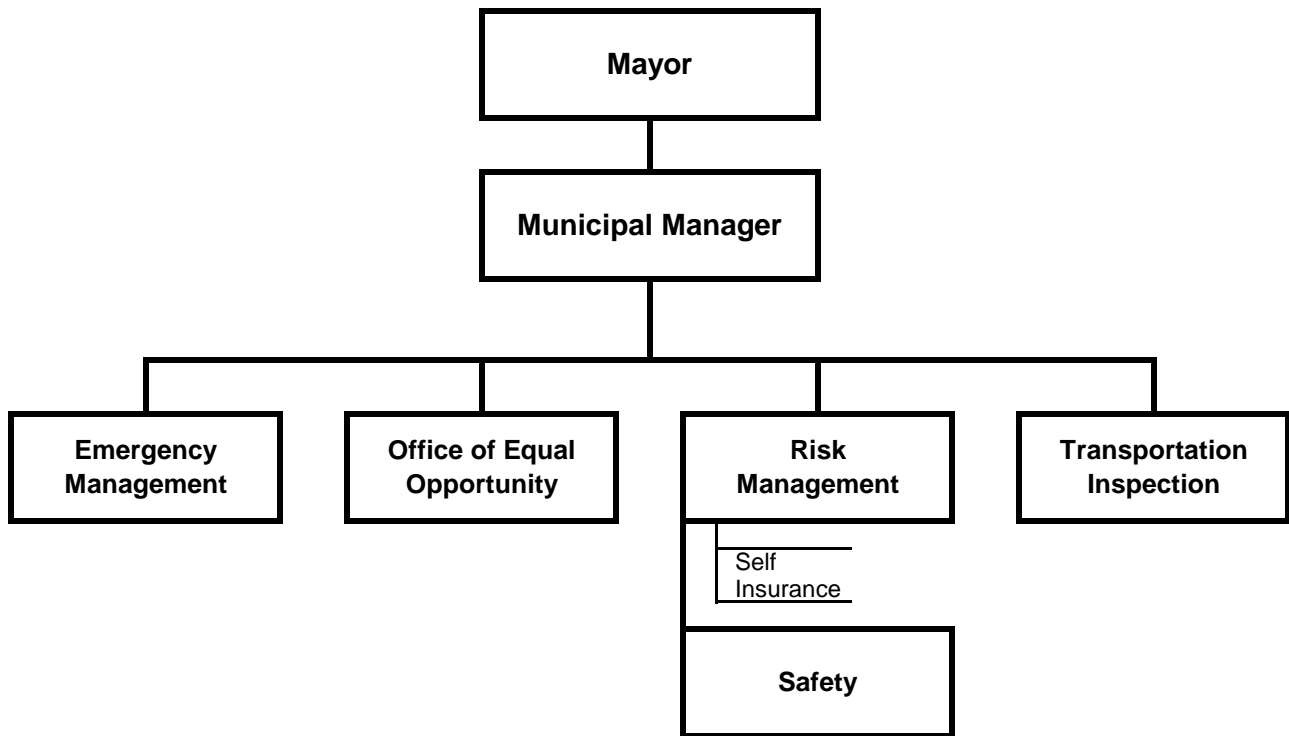 Mayor
Municipal Manager
Emergency
Management
Office of Equal
Opportunity
Risk
Management
Transportation
Inspection
Self
Insurance
Safety